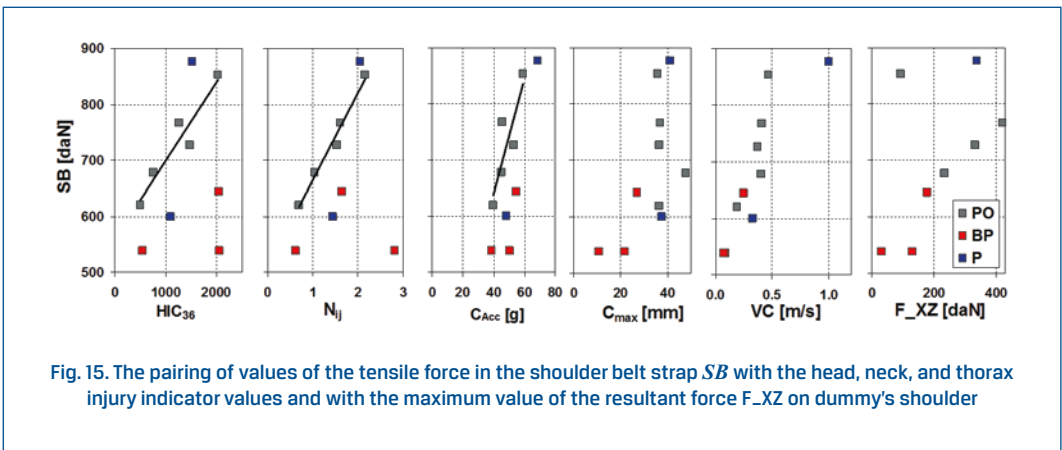 900
800
700
600
500
SB [daN]
0 1000 2000
HIC36
0 1 2 3
Nij
0 20 40 60 80
CAcc [g]
0 20 40
Cmax [mm]
0.0 0.5 1.0
VC [m/s]
0 200 400
F_XZ [daN]
PO
BP
P
Fig. 15. The pairing of values of the tensile force in the shoulder belt strap SB with the head, neck, and thorax
injury indicator values and with the maximum value of the resultant force F_XZ on dummy's shoulder